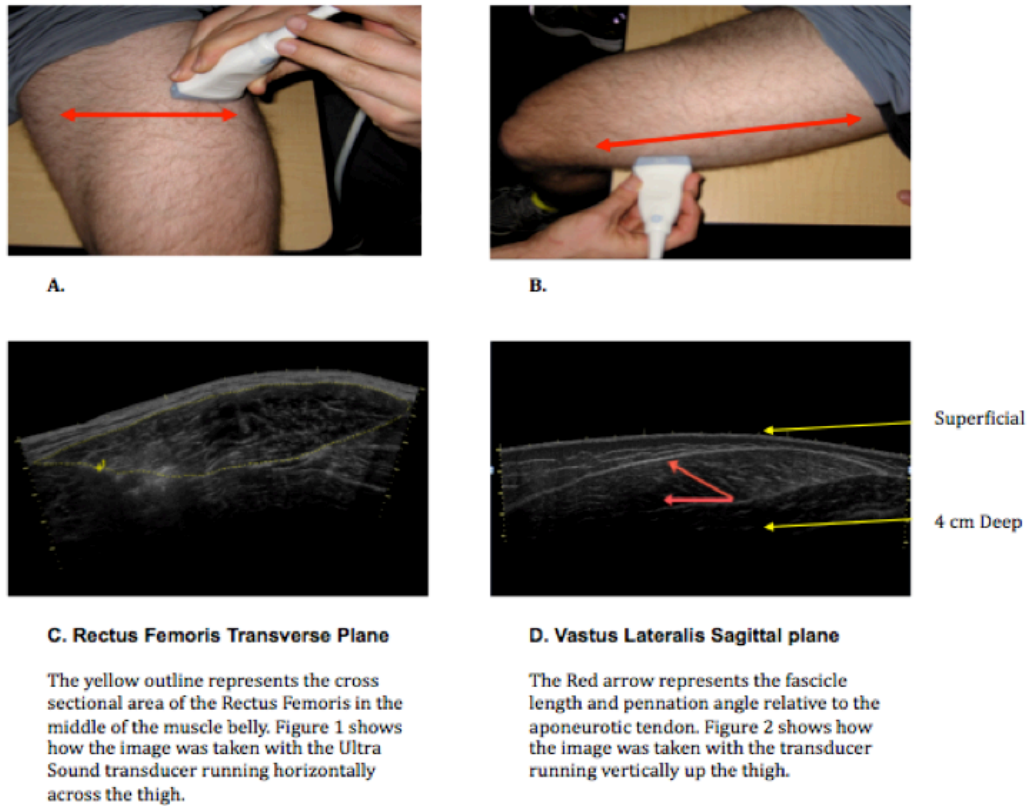 A.
B.
Superficial
4 cm Deep
C. Rectus Femoris Transverse Plane
The yellow outline represents the cross
sectional area of the Rectus Femoris in the
middle of the muscle belly. Figure 1 shows
how the image was taken with the Ultra
Sound transducer running horizontally
across the thigh.
D. Vastus Lateralis Sagittal plane
The Red arrow represents the fascicle
length and pennation angle relative to the
aponeurotic tendon. Figure 2 shows how
the image was taken with the transducer
running vertically up the thigh.